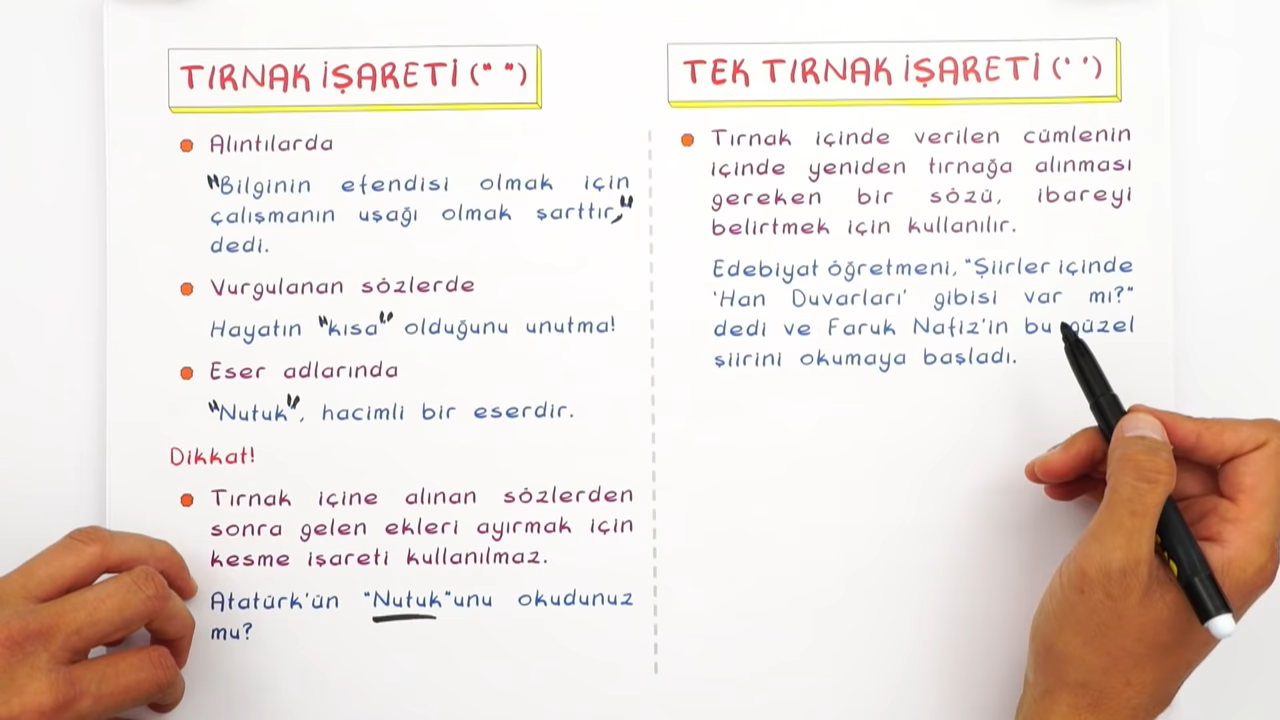 TIRNAK İŞARETİ (" ")
Alıntılarda
"Bilginin efendisi olmak için
çalışmanın uşağı olmak şarttır,"
dedi.
Vurgulanan sözlerde
Hayatın "kısa" olduğunu unutma!
Eser adlarında
"Nutuk", hacimli bir eserdir.
Dikkat!
Tırnak içine alınan sözlerden
sonra gelen ekleri ayırmak için
kesme işareti kullanılmaz.
Atatürk'ün "Nutuk"unu okudunuz
mu?
TEK TIRNAK İŞARETİ (' ')
Tırnak içinde verilen cümlenin
içinde yeniden tırnağa alınması
gereken bir sözü, ibareyi
belirtmek için kullanılır.
Edebiyat öğretmeni, "Şiirler içinde
'Han Duvarları' gibisi var mı?"
dedi ve Faruk Nafiz'in bu güzel
şiirini okumaya başladı.